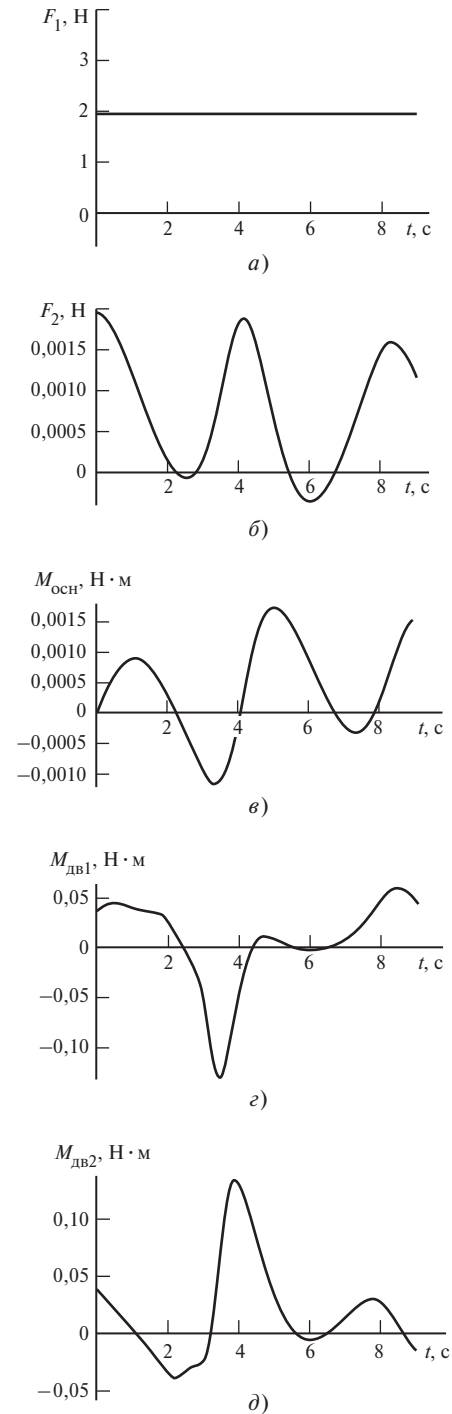 F₁, Н
3
2
1
0
2 4 6 8 t, с
а)
F₂, Н
0,0015
0,0010
0,0005
0
2 4 6 8 t, с
б)
Mосн, Н · м
0,0015
0,0010
0,0005
0
2 4 6 8 t, с
−0,0005
−0,0010
в)
Mдв1, Н · м
0,05
0
2 4 6 8 t, с
−0,05
−0,10
г)
Mдв2, Н · м
0,10
0,05
0
2 4 6 8 t, с
−0,05
д)